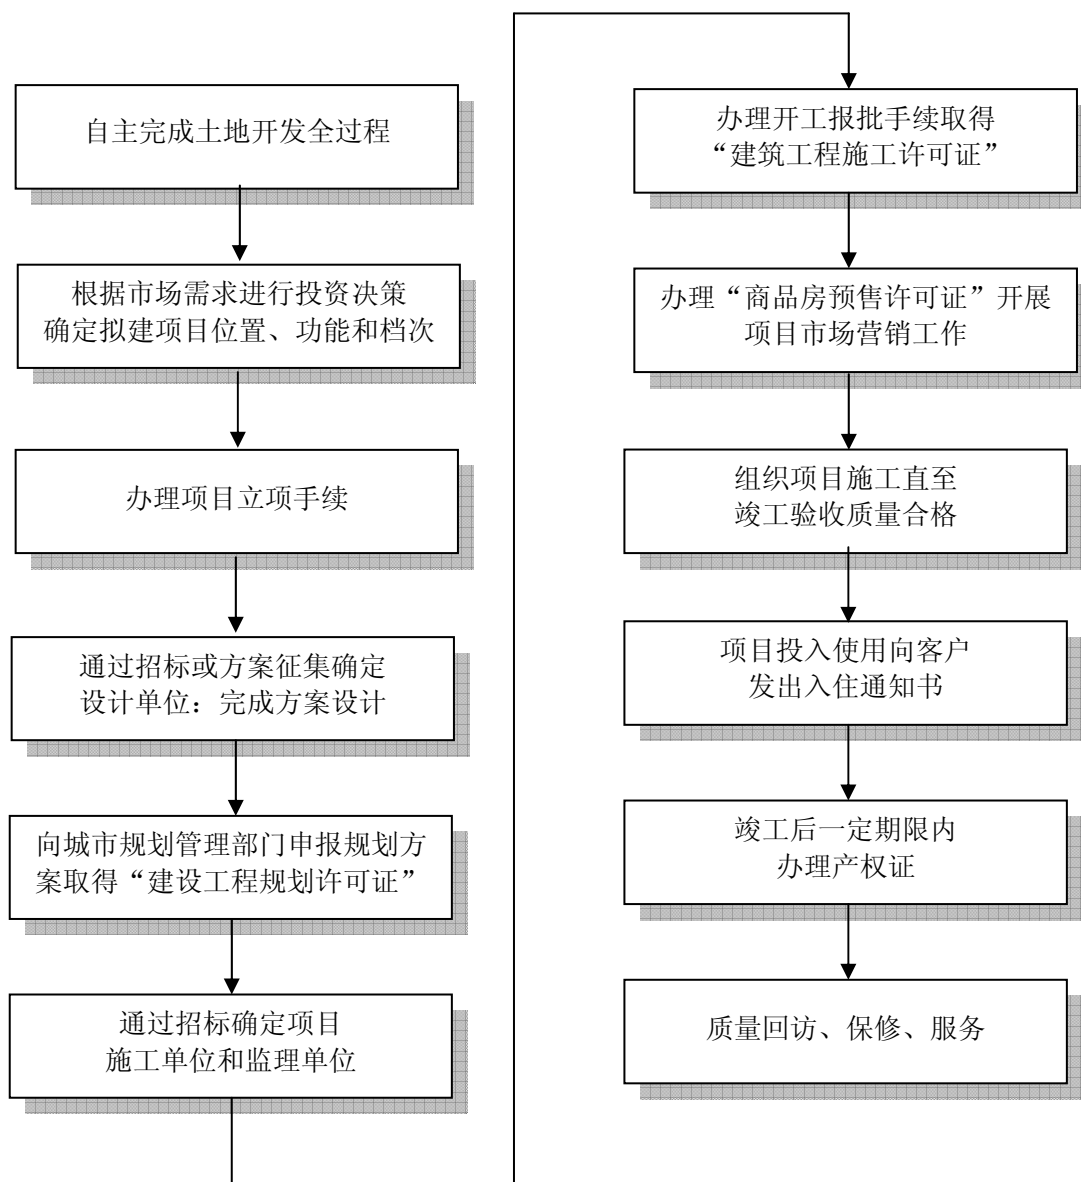 自主完成土地开发全过程
根据市场需求进行投资决策
确定拟建项目位置、功能和档次
办理项目立项手续
通过招标或方案征集确定
设计单位：完成方案设计
向城市规划管理部门申报规划方
案取得“建设工程规划许可证”
通过招标确定项目
施工单位和监理单位
办理开工报批手续取得
“建筑工程施工许可证”
办理“商品房预售许可证”开展
项目市场营销工作
组织项目施工直至
竣工验收质量合格
项目投入使用向客户
发出入住通知书
竣工后一定期限内
办理产权证
质量回访、保修、服务